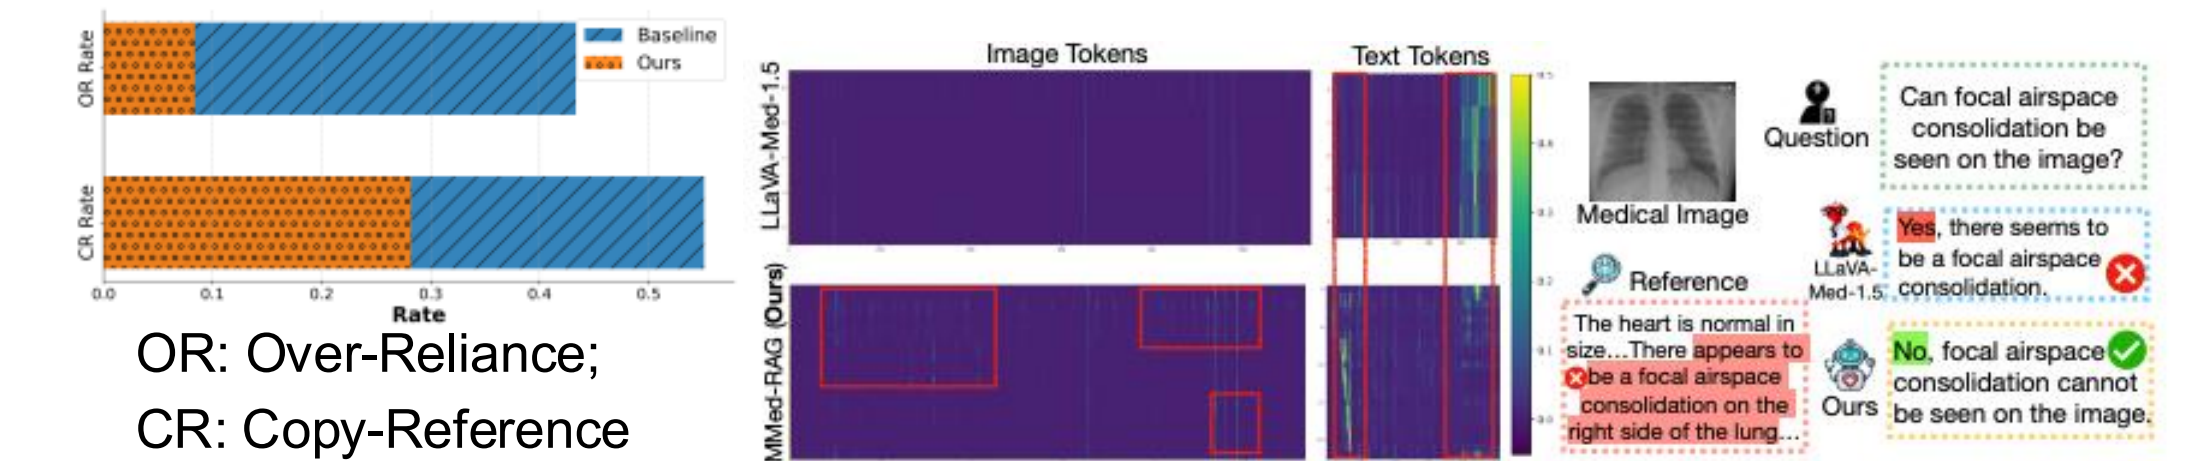 OR Rate
CR Rate
Baseline
Ours
0.0 0.1 0.2 0.3 0.4 0.5
Rate
OR: Over-Reliance;
CR: Copy-Reference
Image Tokens
Text Tokens
LLaVA-Med-1.5
MMed-RAG (Ours)
Medical Image
Question
Can focal airspace
consolidation be
seen on the image?
LLaVA-
Med-1.5
Yes, there seems to
be a focal airspace
consolidation.
Reference
The heart is normal in
size...There appears to
be a focal airspace
consolidation on the
right side of the lung...
Ours
No, focal airspace
consolidation cannot
be seen on the image.